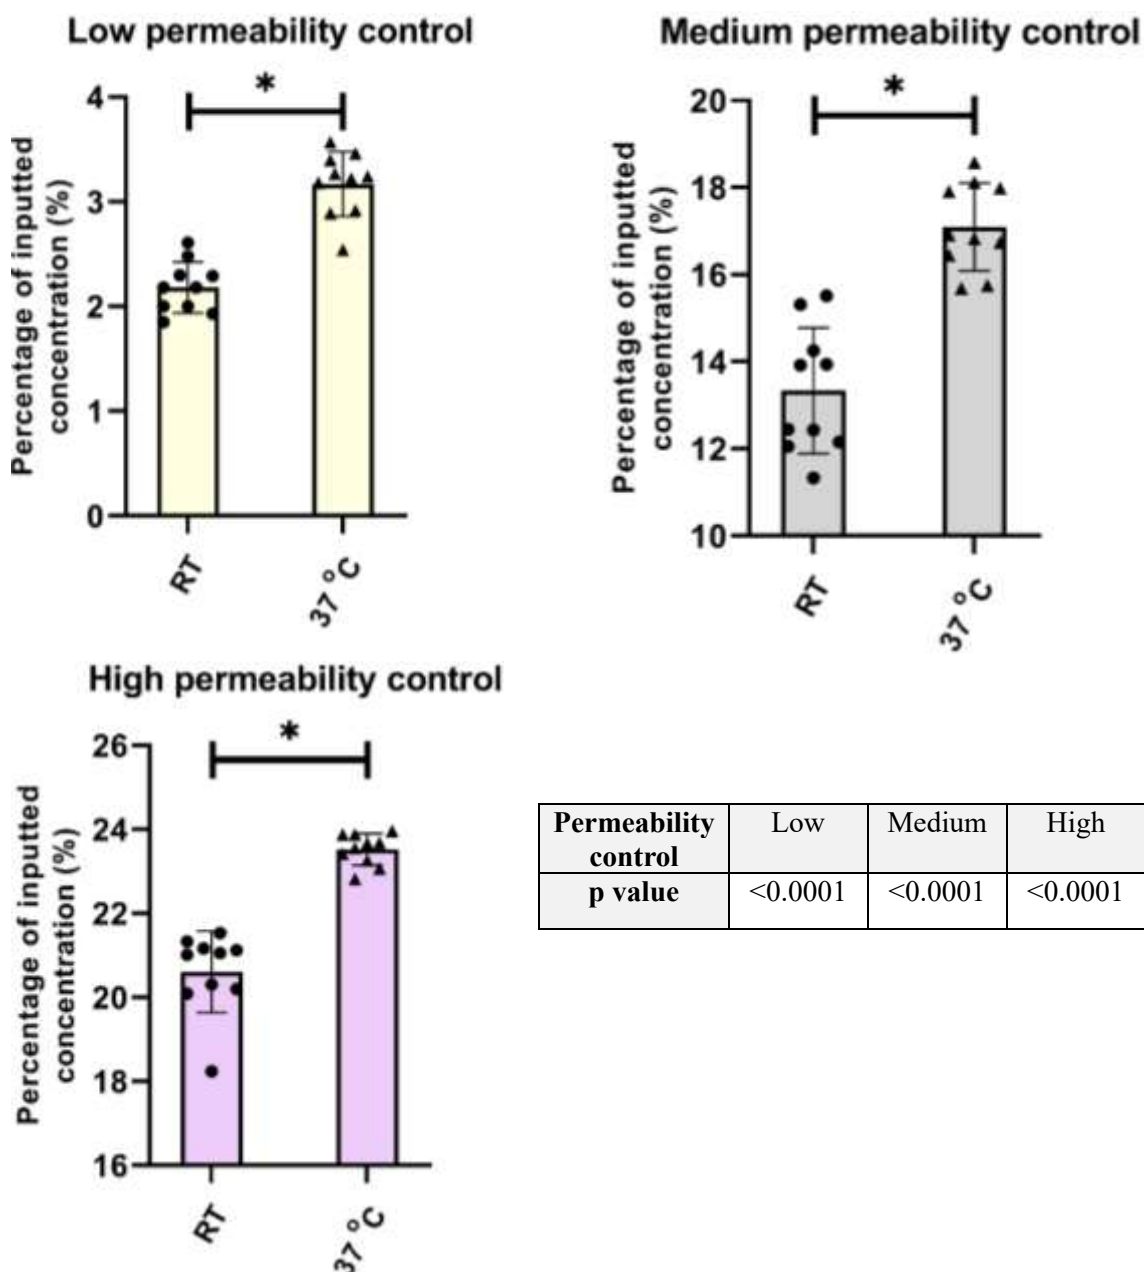 Low permeability control
*
4
3
2
1
0
Percentage of inputted
concentration (%)
RT
37 °C
Medium permeability control
*
20
18
16
14
12
10
Percentage of inputted
concentration (%)
RT
37 °C
High permeability control
*
26
24
22
20
18
16
Percentage of inputted
concentration (%)
RT
37 °C
Permeability Low Medium High
control
p value <0.0001 <0.0001 <0.0001